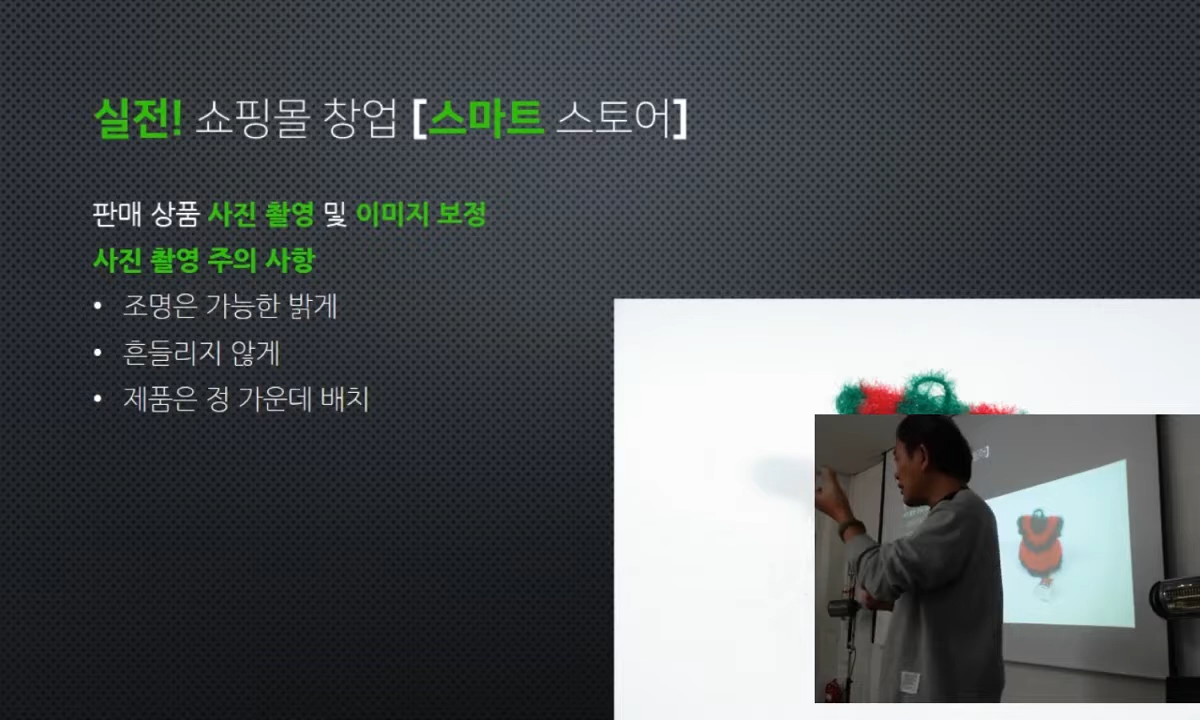 실전! 쇼핑몰 창업 [스마트 스토어]
판매 상품 사진 촬영 및 이미지 보정
사진 촬영 주의 사항
• 조명은 가능한 밝게
• 흔들리지 않게
• 제품은 정 가운데 배치